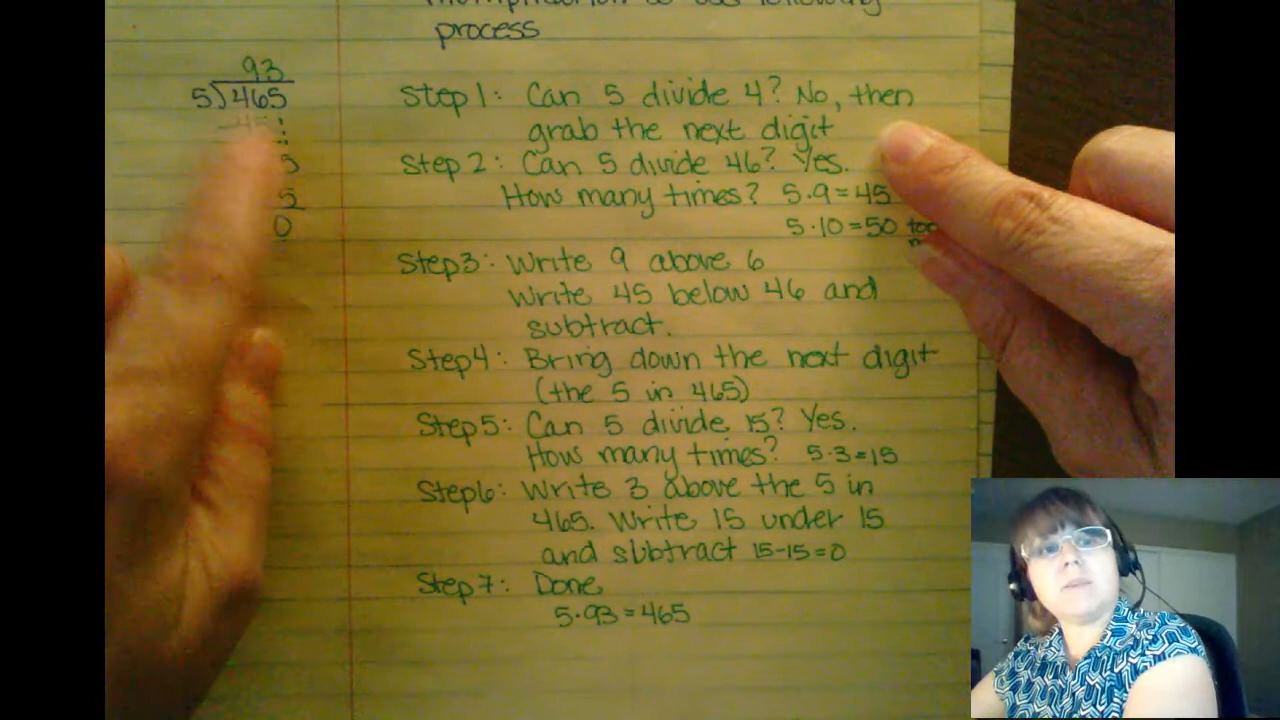 process
93
5)465
5
5
0
Step 1: Can 5 divide 4? No, then
grab the next digit
Step 2: Can 5 divide 46? Yes.
How many times? 5·9=45
5·10=50 too
Step 3: Write 9 above 6
Write 45 below 46 and
subtract.
Step 4: Bring down the next digit
(the 5 in 465)
Step 5: Can 5 divide 15? Yes.
How many times? 5·3=15
Step 6: Write 3 above the 5 in
465. Write 15 under 15
and subtract 15-15=0
Step 7: Done
5·93=465